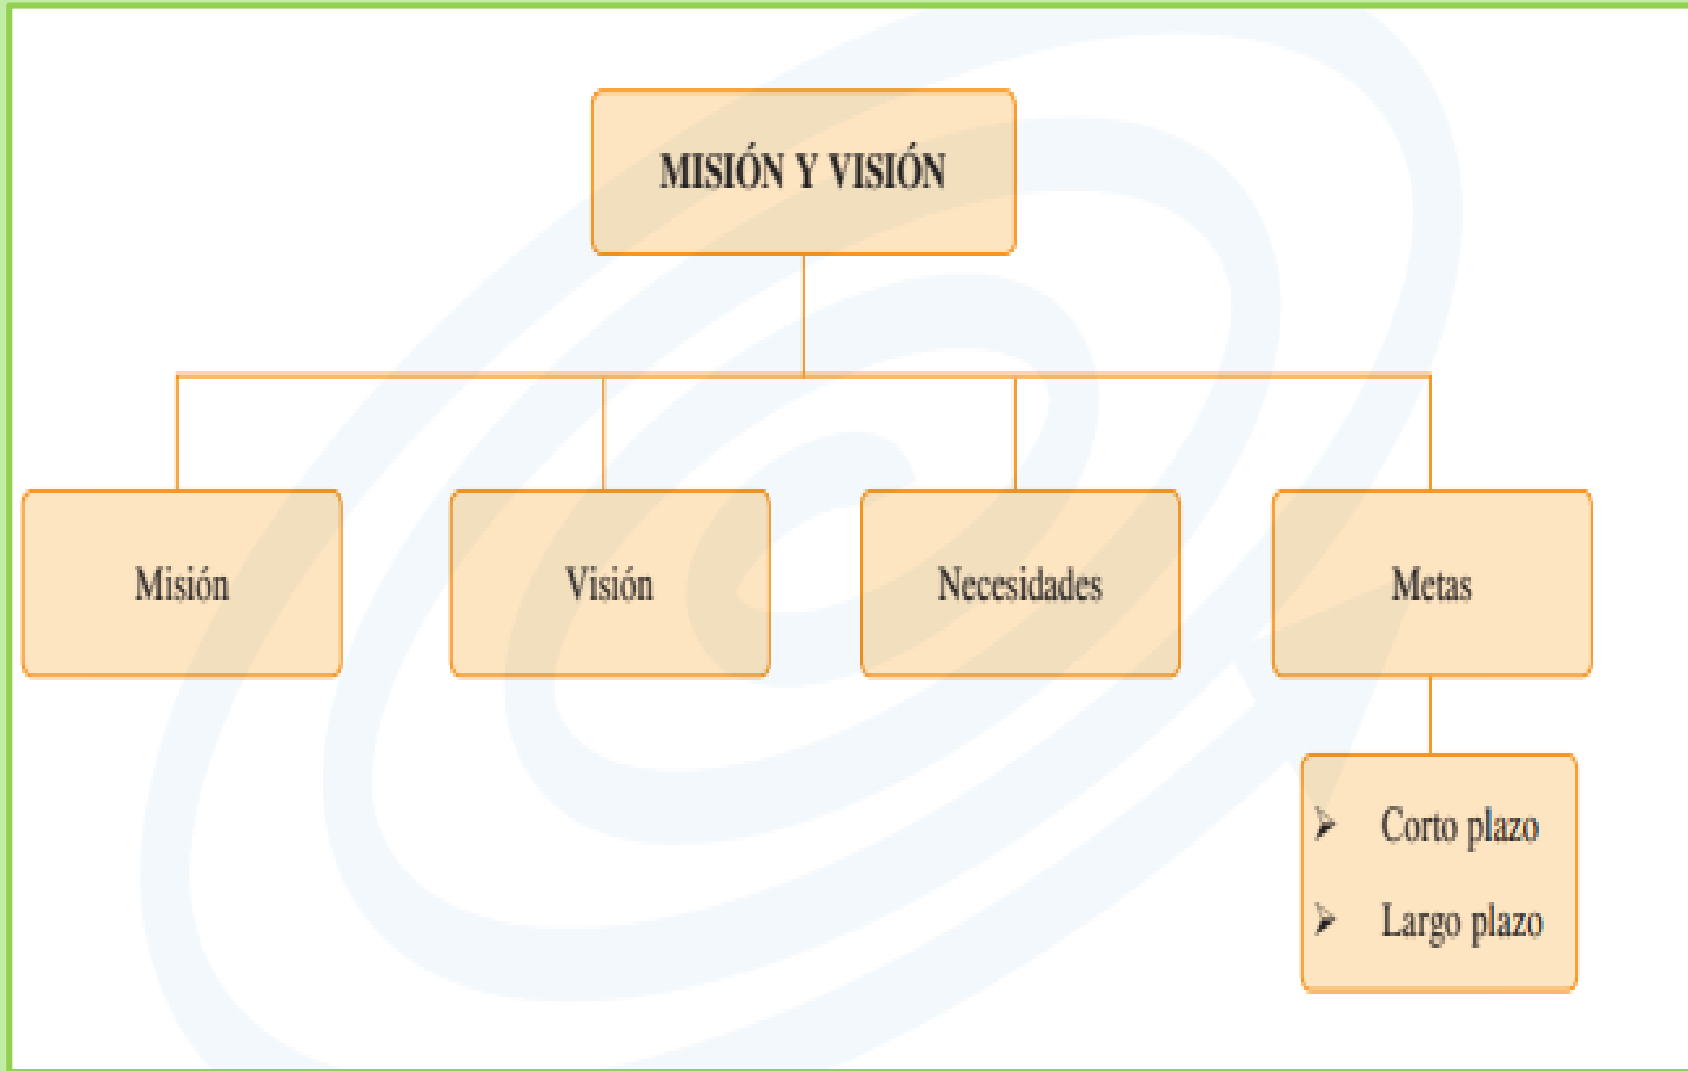 MISIÓN Y VISIÓN
Misión
Visión
Necesidades
Metas
➢ Corto plazo
➢ Largo plazo